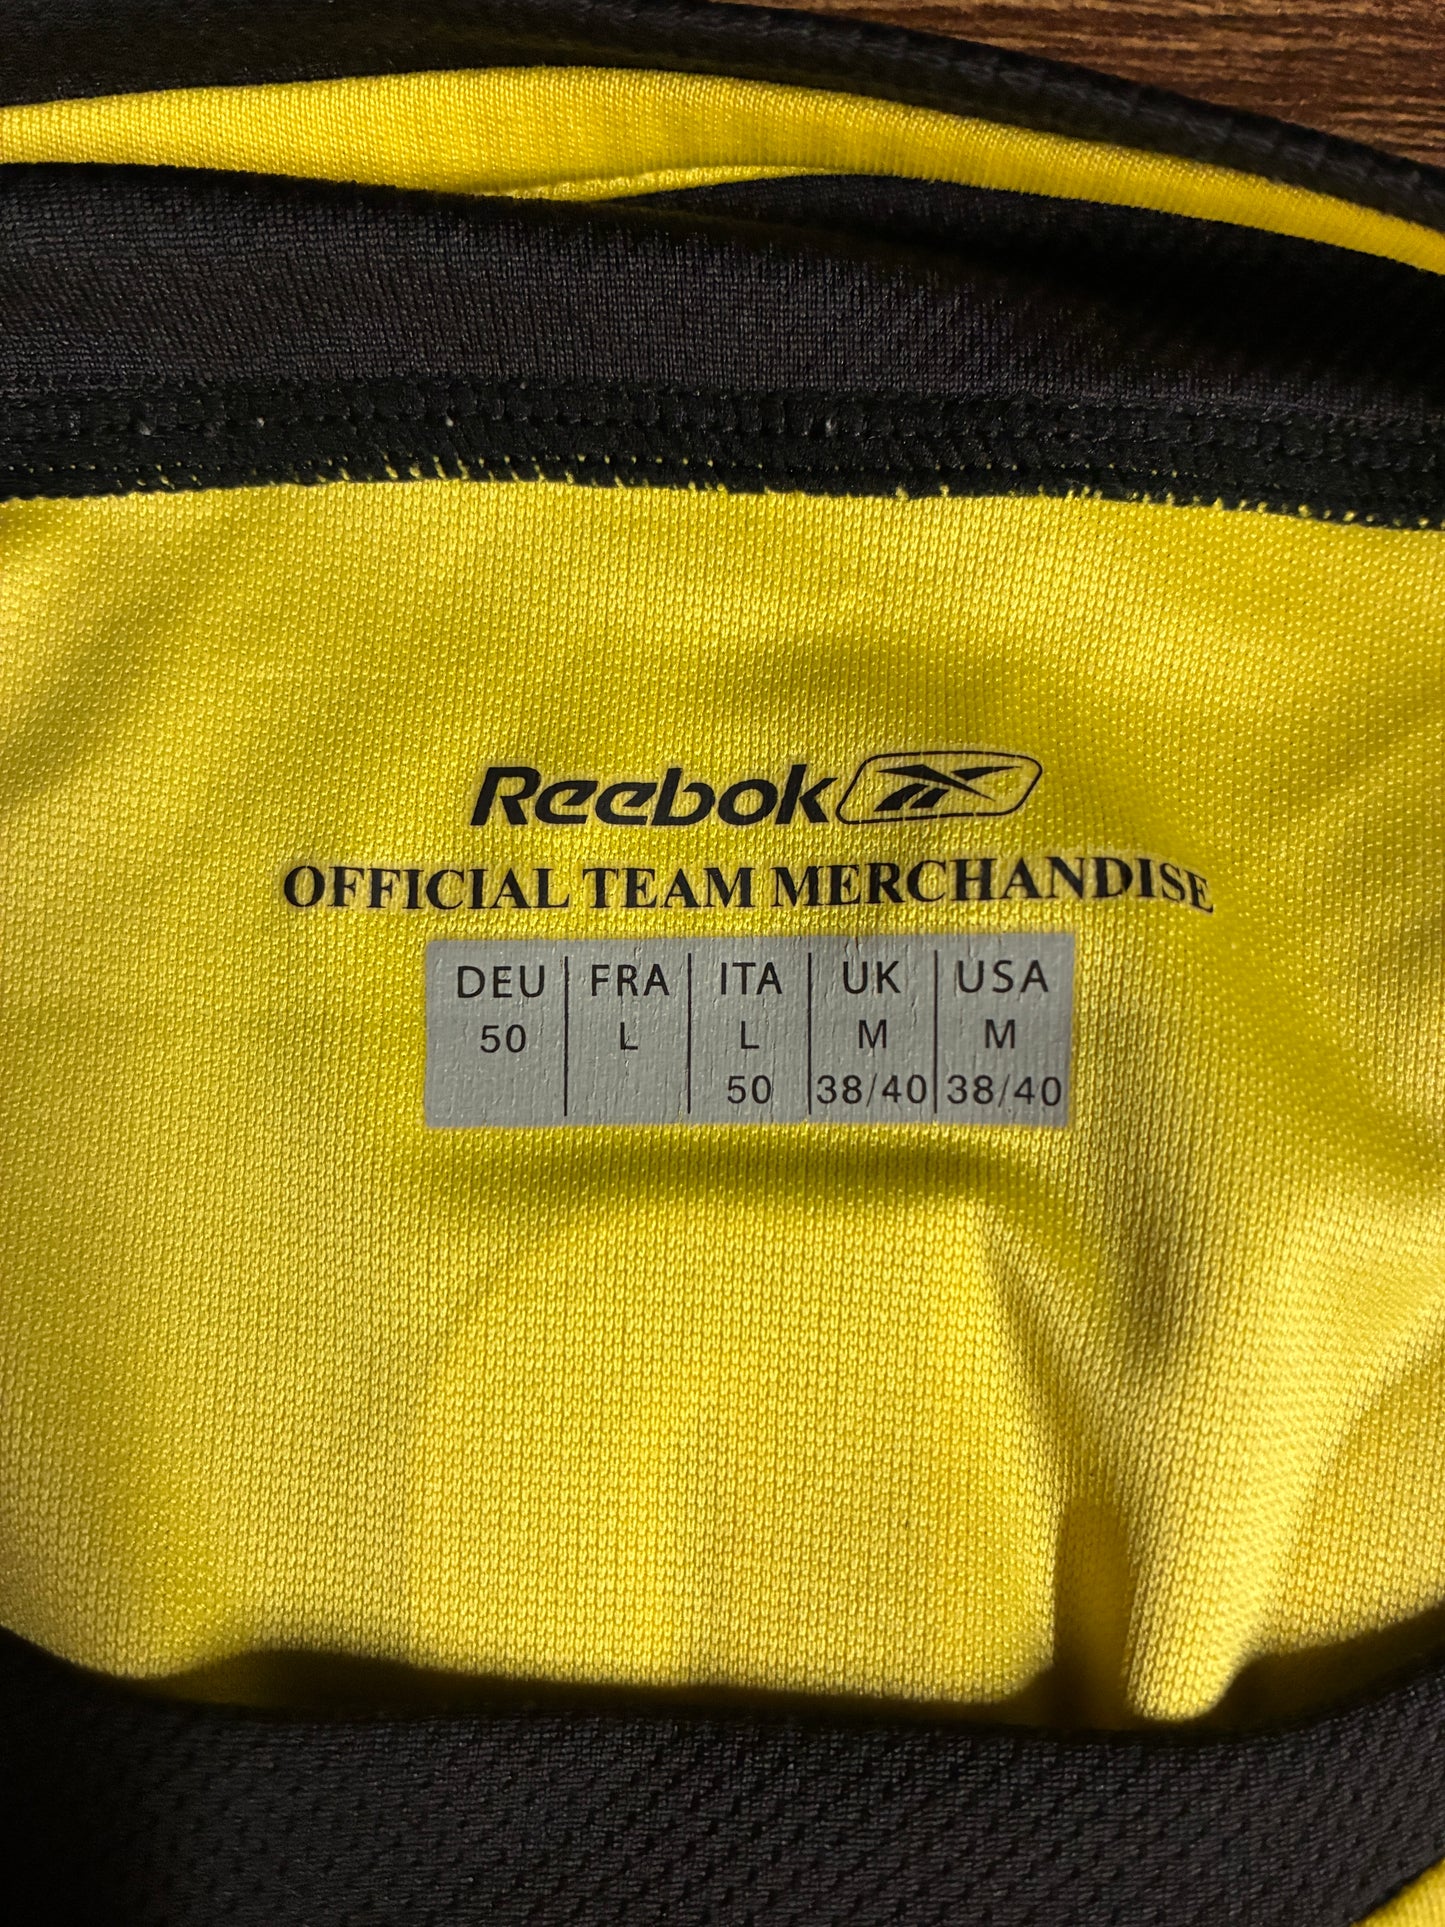 Reebok
OFFICIAL TEAM MERCHANDISE
DEU FRA ITA UK USA
50 L L M M
50 38/40 38/40